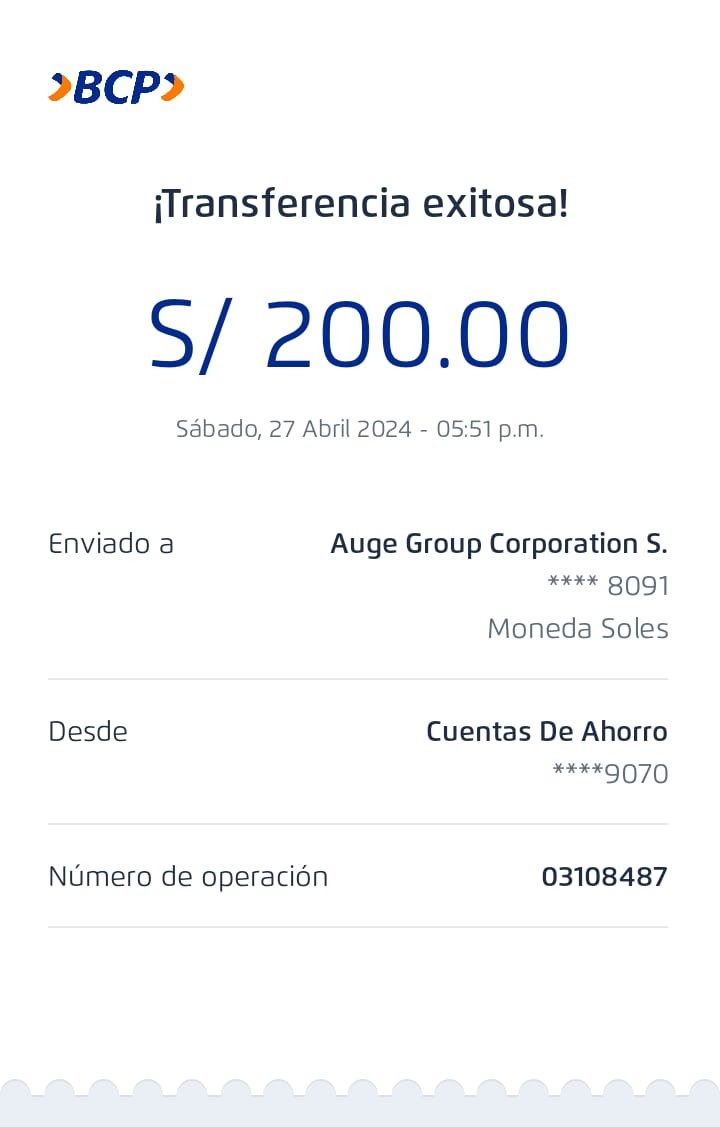 BCP
¡Transferencia exitosa!
S/ 200.00
Sábado, 27 Abril 2024 - 05:51 p.m.
Enviado a Auge Group Corporation S.
**** 8091
Moneda Soles
Desde Cuentas De Ahorro
****9070
Número de operación 03108487